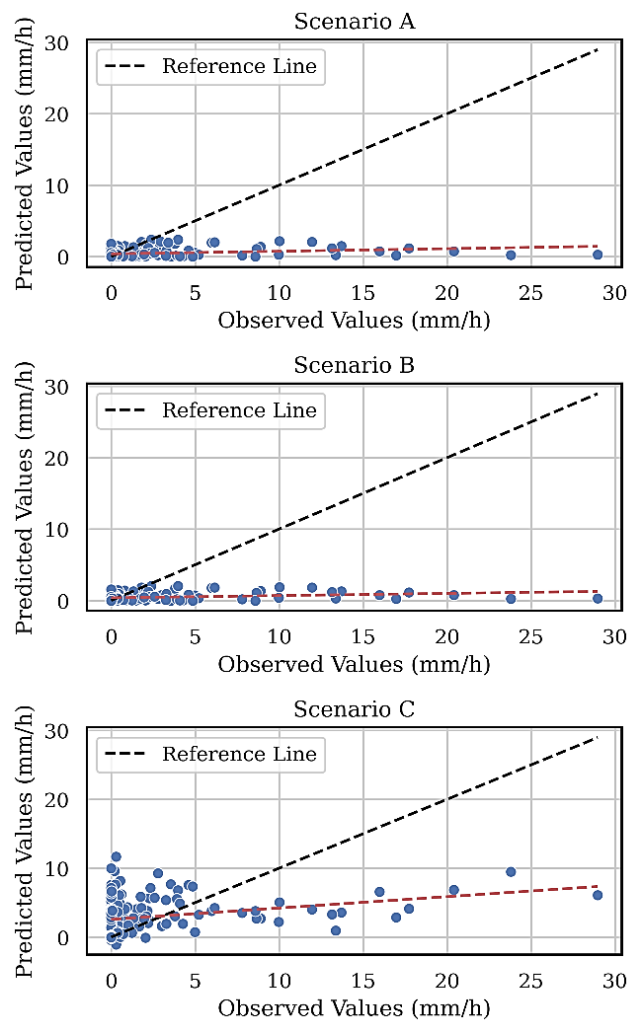 Scenario A
Reference Line
Predicted Values (mm/h)
30
20
10
0
0 5 10 15 20 25 30
Observed Values (mm/h)
Scenario B
Reference Line
Predicted Values (mm/h)
30
20
10
0
0 5 10 15 20 25 30
Observed Values (mm/h)
Scenario C
Reference Line
Predicted Values (mm/h)
30
20
10
0
0 5 10 15 20 25 30
Observed Values (mm/h)